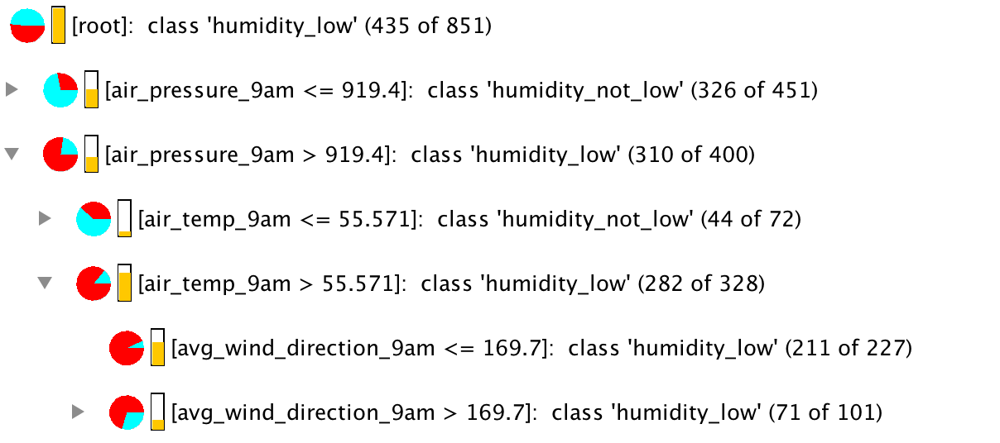 [root]: class 'humidity_low' (435 of 851)
[air_pressure_9am <= 919.4]: class 'humidity_not_low' (326 of 451)
[air_pressure_9am > 919.4]: class 'humidity_low' (310 of 400)
[air_temp_9am <= 55.571]: class 'humidity_not_low' (44 of 72)
[air_temp_9am > 55.571]: class 'humidity_low' (282 of 328)
[avg_wind_direction_9am <= 169.7]: class 'humidity_low' (211 of 227)
[avg_wind_direction_9am > 169.7]: class 'humidity_low' (71 of 101)